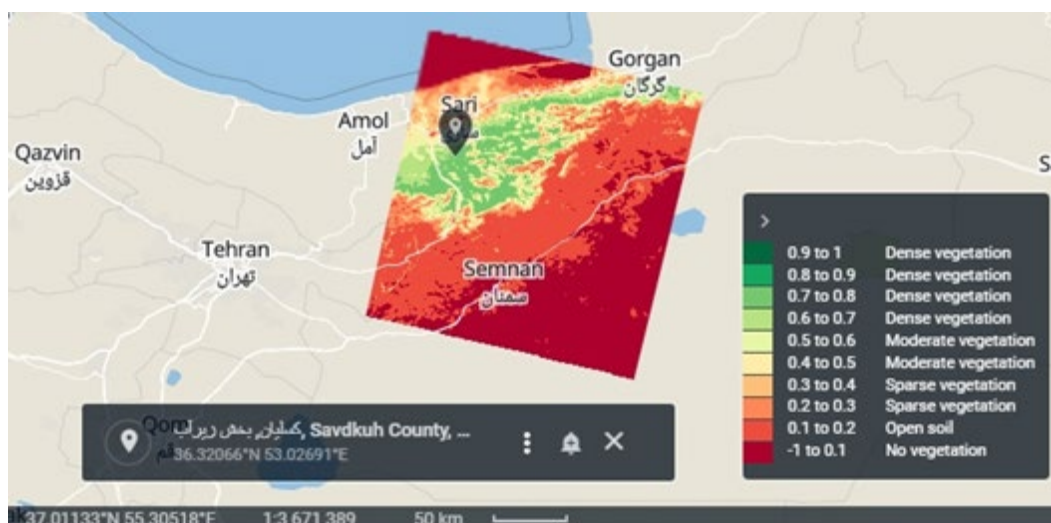 Gorgan
گرگان
Sari
Amol
آمل
Qazvin
قزوین
Tehran
تهران
Semnan
سمنان
0.9 to 1 Dense vegetation
0.8 to 0.9 Dense vegetation
0.7 to 0.8 Dense vegetation
0.6 to 0.7 Dense vegetation
0.5 to 0.6 Moderate vegetation
0.4 to 0.5 Moderate vegetation
0.3 to 0.4 Sparse vegetation
0.2 to 0.3 Sparse vegetation
0.1 to 0.2 Open soil
-1 to 0.1 No vegetation
Qom
قم
کسلیان, بخش زیراب, Savdkuh County, ...
36.32066°N 53.02691°E
37.01133°N 55.30518°E 1:3 671 389 50 km